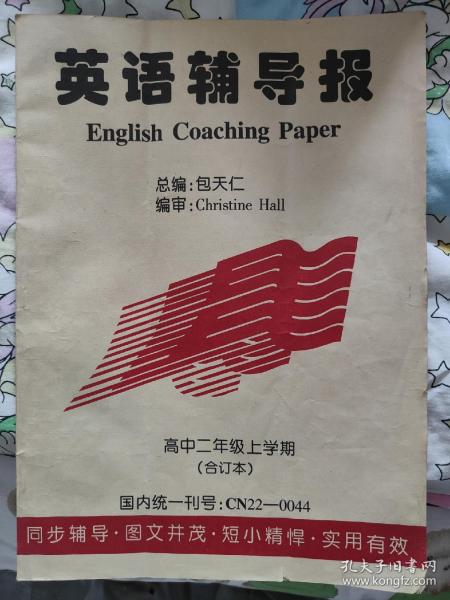 英语辅导报
English Coaching Paper
总编:包天仁
编审:Christine Hall
高中二年级上学期
(合订本)
国内统一刊号:CN22—0044
同步辅导·图文并茂·短小精悍·实用有效
孔夫子旧书网
www.kongfz.com